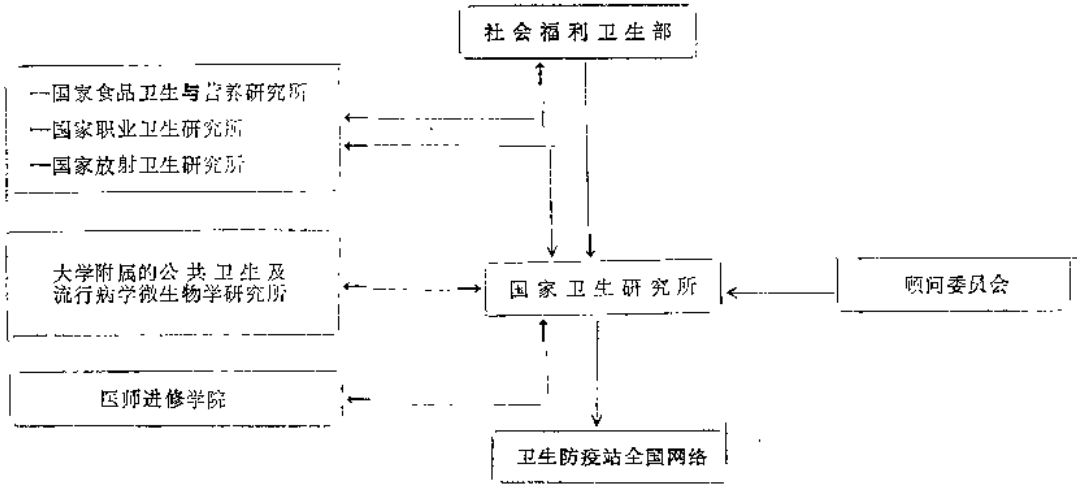 社会福利卫生部
—国家食品卫生与营养研究所
—国家职业卫生研究所
—国家放射卫生研究所
大学附属的公共卫生及
流行病学微生物学研究所
国家卫生研究所
顾问委员会
医师进修学院
卫生防疫站全国网络